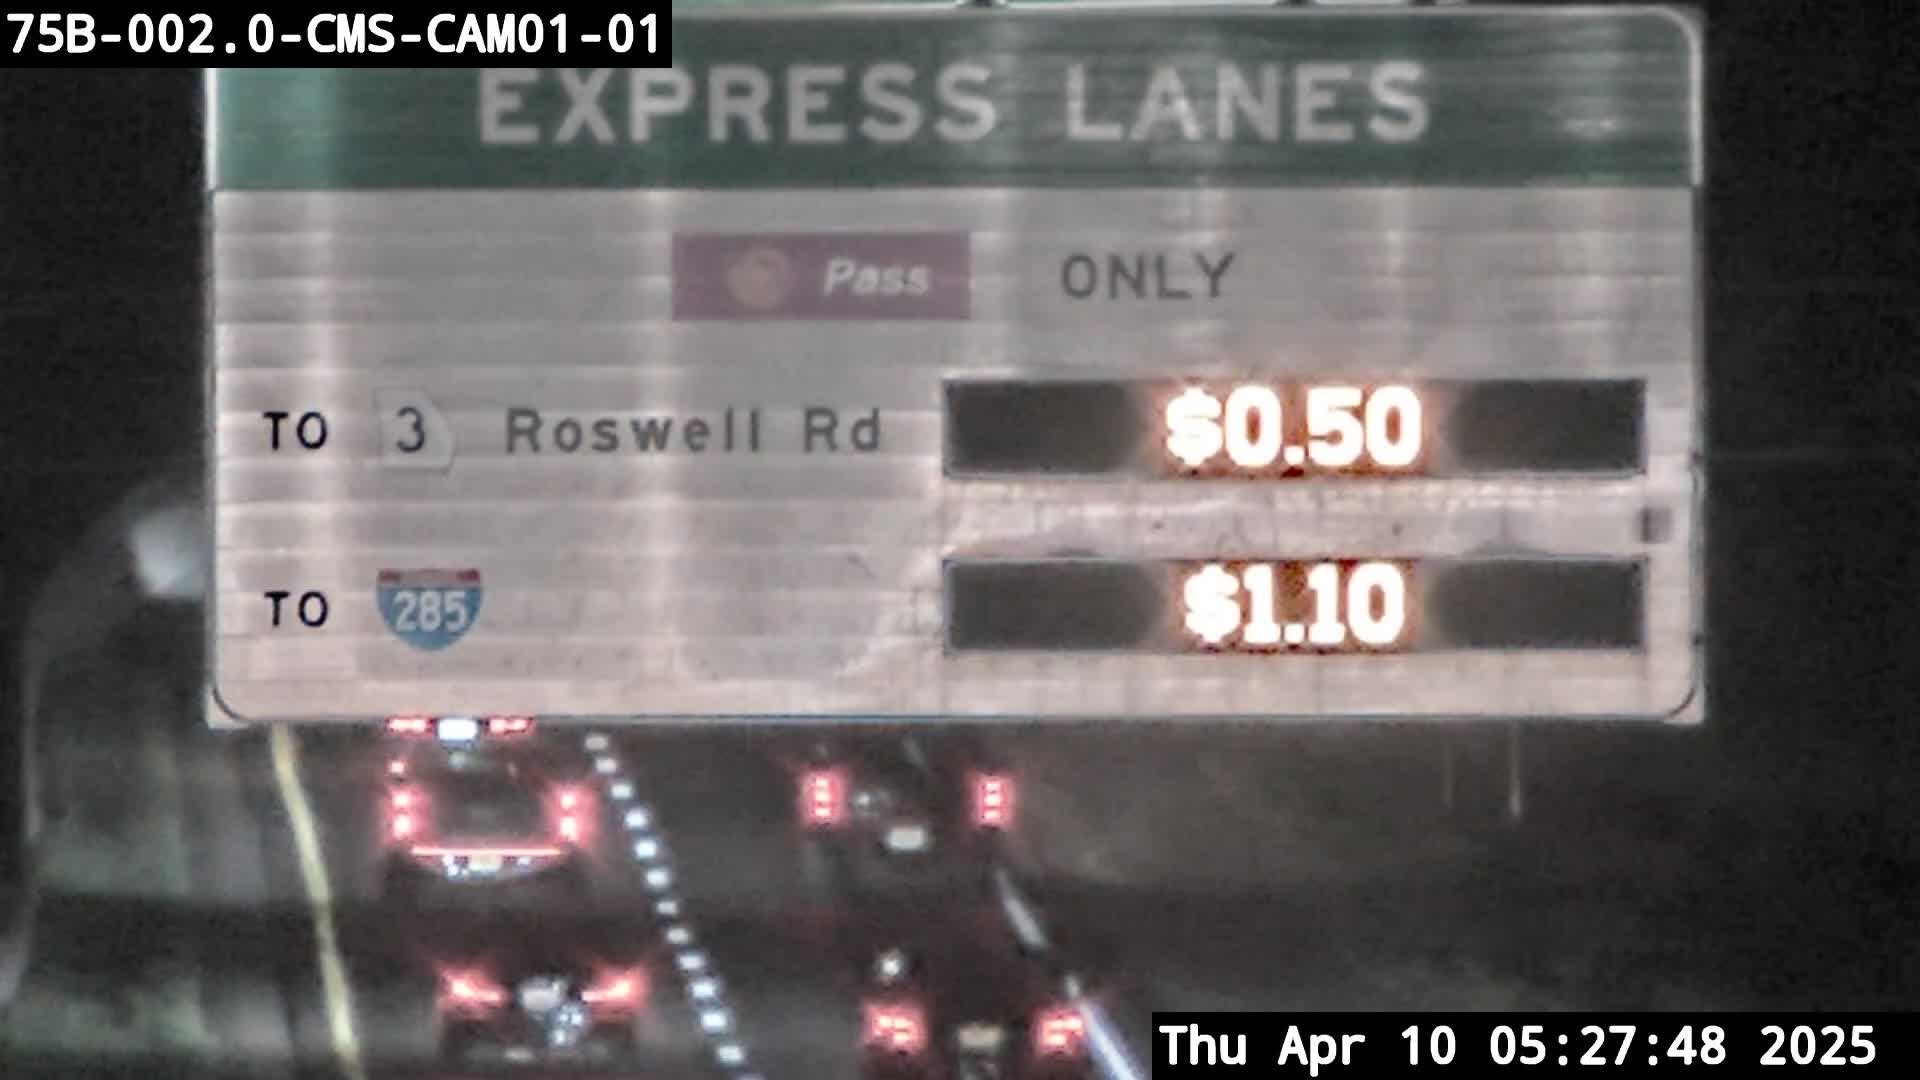 75B-002.0-CMS-CAM01-01
EXPRESS LANES
Pass ONLY
TO 3 Roswell Rd $0.50
TO 285 $1.10
Thu Apr 10 05:27:48 2025